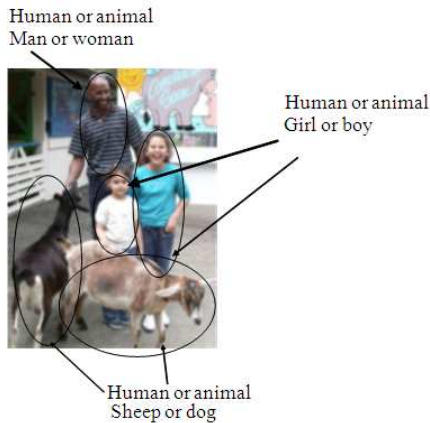 Human or animal
Man or woman
Human or animal
Girl or boy
Human or animal
Sheep or dog